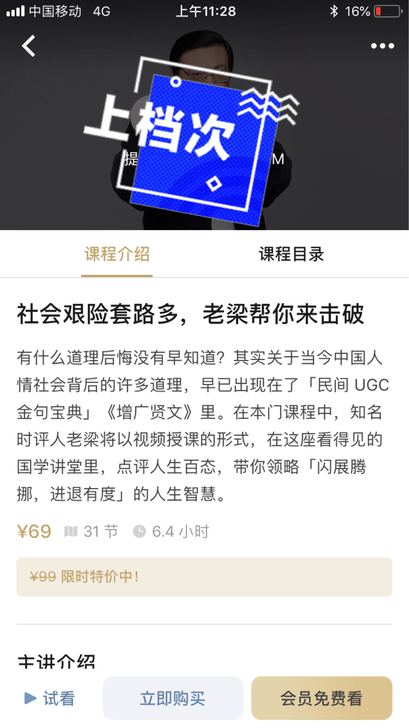 中国移动 4G 上午11:28 16%
上档次
提 M
课程介绍 课程目录
社会艰险套路多，老梁帮你来击破
有什么道理后悔没有早知道？其实关于当今中国人
情社会背后的许多道理，早已出现在了「民间 UGC
金句宝典」《增广贤文》里。在本门课程中，知名
时评人老梁将以视频授课的形式，在这座看得见的
国学讲堂里，点评人生百态，带你领略「闪展腾
挪，进退有度」的人生智慧。
¥69 31 节 6.4 小时
¥99 限时特价中！
主讲介绍
试看 立即购买 会员免费看